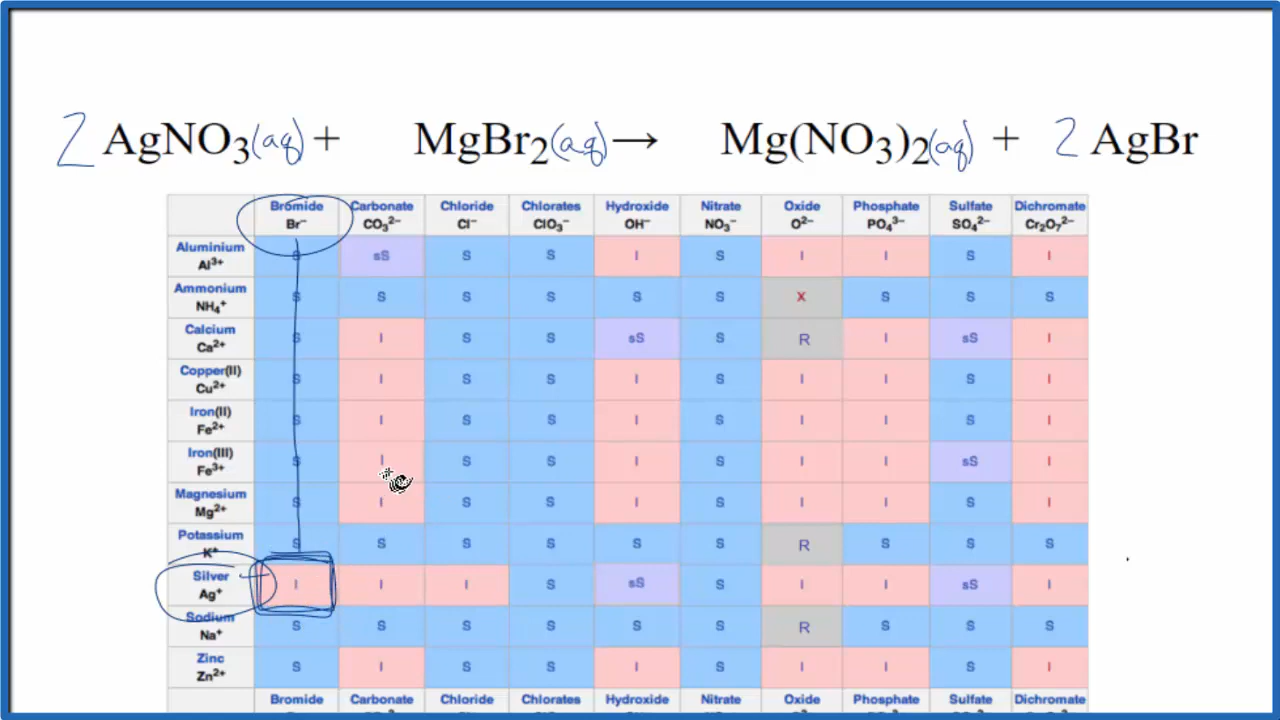 2 AgNO3(aq) + MgBr2(aq) → Mg(NO3)2(aq) + 2 AgBr
Bromide Carbonate Chloride Chlorates Hydroxide Nitrate Oxide Phosphate Sulfate Dichromate
Br⁻ CO₃²⁻ Cl⁻ ClO₃⁻ OH⁻ NO₃⁻ O²⁻ PO₄³⁻ SO₄²⁻ Cr₂O₇²⁻
Aluminium
Al³⁺ S sS S S I S I I S I
Ammonium
NH₄⁺ S S S S S S X S S S
Calcium
Ca²⁺ S I S S sS S R I sS I
Copper(II)
Cu²⁺ S I S S I S I I S I
Iron(II)
Fe²⁺ S I S S I S I I S I
Iron(III)
Fe³⁺ S I S S I S I I sS I
Magnesium
Mg²⁺ S I S S I S I I S I
Potassium
K⁺ S S S S S S R S S S
Silver
Ag⁺ I I I S sS S I I sS I
Sodium
Na⁺ S S S S S S R S S S
Zinc
Zn²⁺ S I S S I S I I S I
Bromide Carbonate Chloride Chlorates Hydroxide Nitrate Oxide Phosphate Sulfate Dichromate